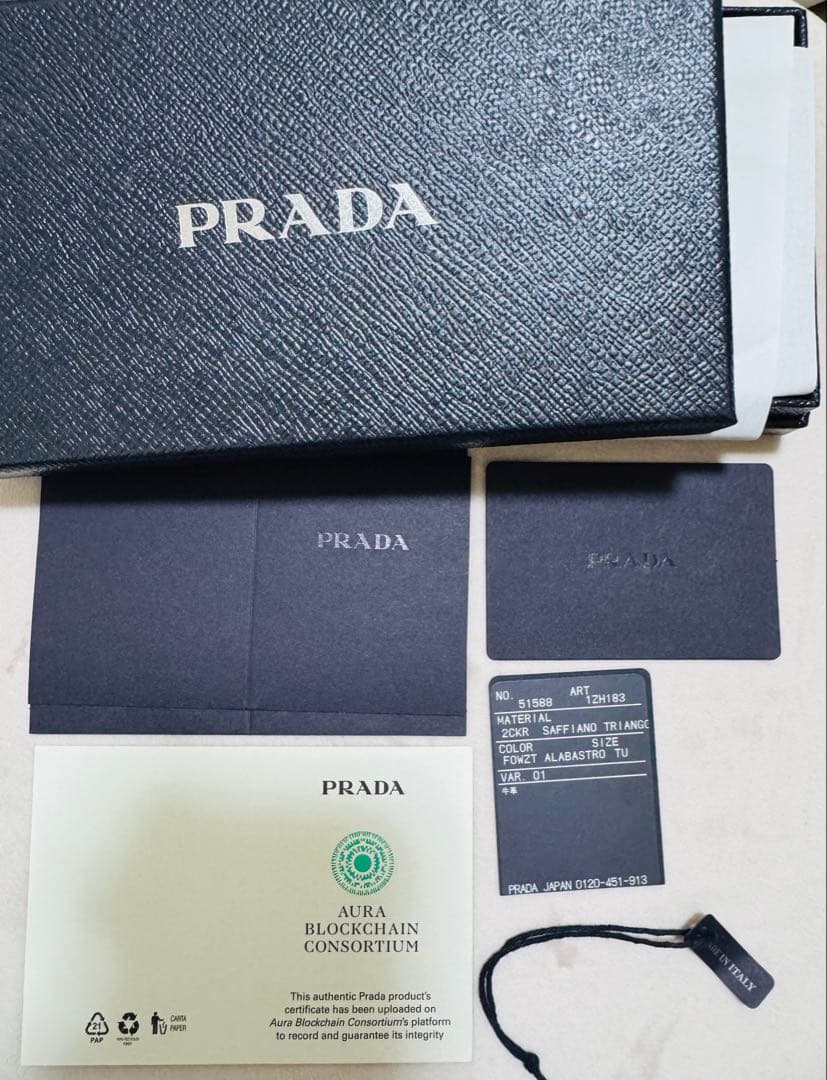 PRADA
PRADA
PRADA
NO. 51588 ART 1ZH183
MATERIAL
2CKR SAFFIANO TRIANGO
COLOR SIZE
F0WZT ALABASTRO TU
VAR. 01
牛革
PRADA JAPAN 0120-451-913
PRADA
AURA
BLOCKCHAIN
CONSORTIUM
This authentic Prada product's
certificate has been uploaded on
Aura Blockchain Consortium's platform
to record and guarantee its integrity
21
PAP
CARTA
PAPER
IN ITALY